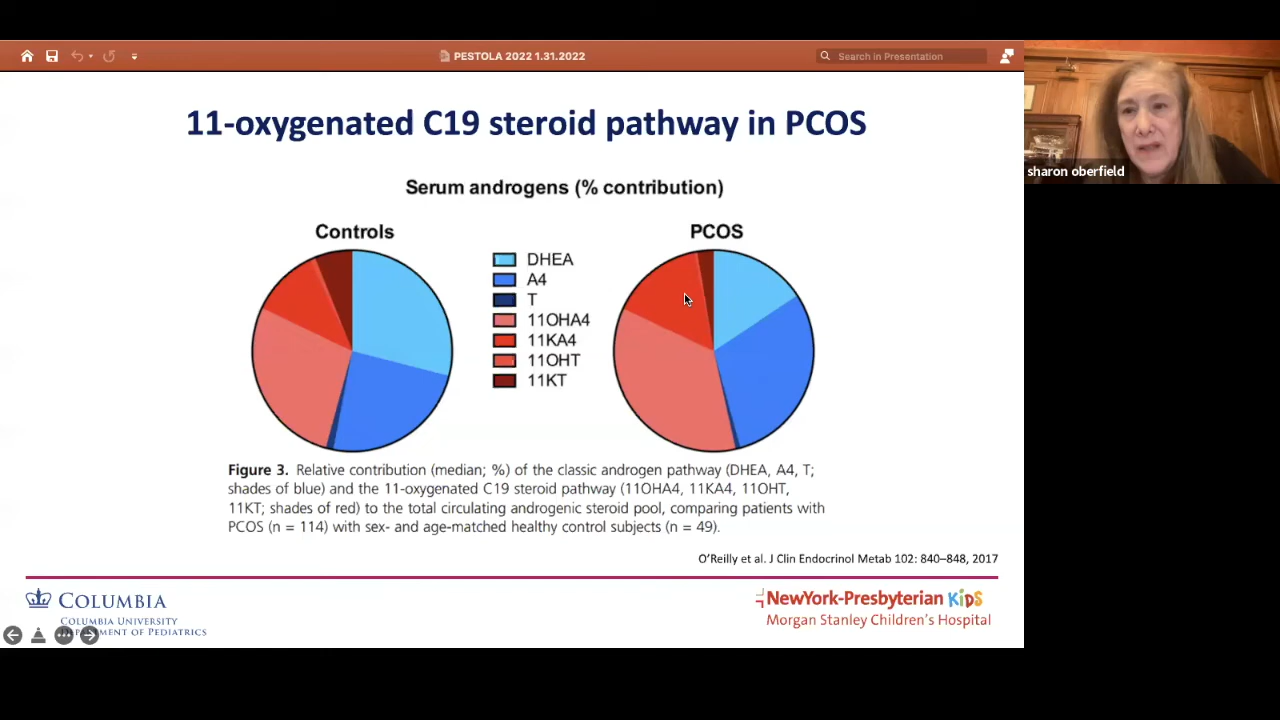 PESTOLA 2022 1.31.2022
Search in Presentation
sharon oberfield
11-oxygenated C19 steroid pathway in PCOS
Serum androgens (% contribution)
Controls
PCOS
DHEA
A4
T
11OHA4
11KA4
11OHT
11KT
Figure 3. Relative contribution (median; %) of the classic androgen pathway (DHEA, A4, T;
shades of blue) and the 11-oxygenated C19 steroid pathway (11OHA4, 11KA4, 11OHT,
11KT; shades of red) to the total circulating androgenic steroid pool, comparing patients with
PCOS (n = 114) with sex- and age-matched healthy control subjects (n = 49).
O'Reilly et al. J Clin Endocrinol Metab 102: 840–848, 2017
COLUMBIA
COLUMBIA UNIVERSITY
DEPARTMENT OF PEDIATRICS
NewYork-Presbyterian KiDS
Morgan Stanley Children's Hospital